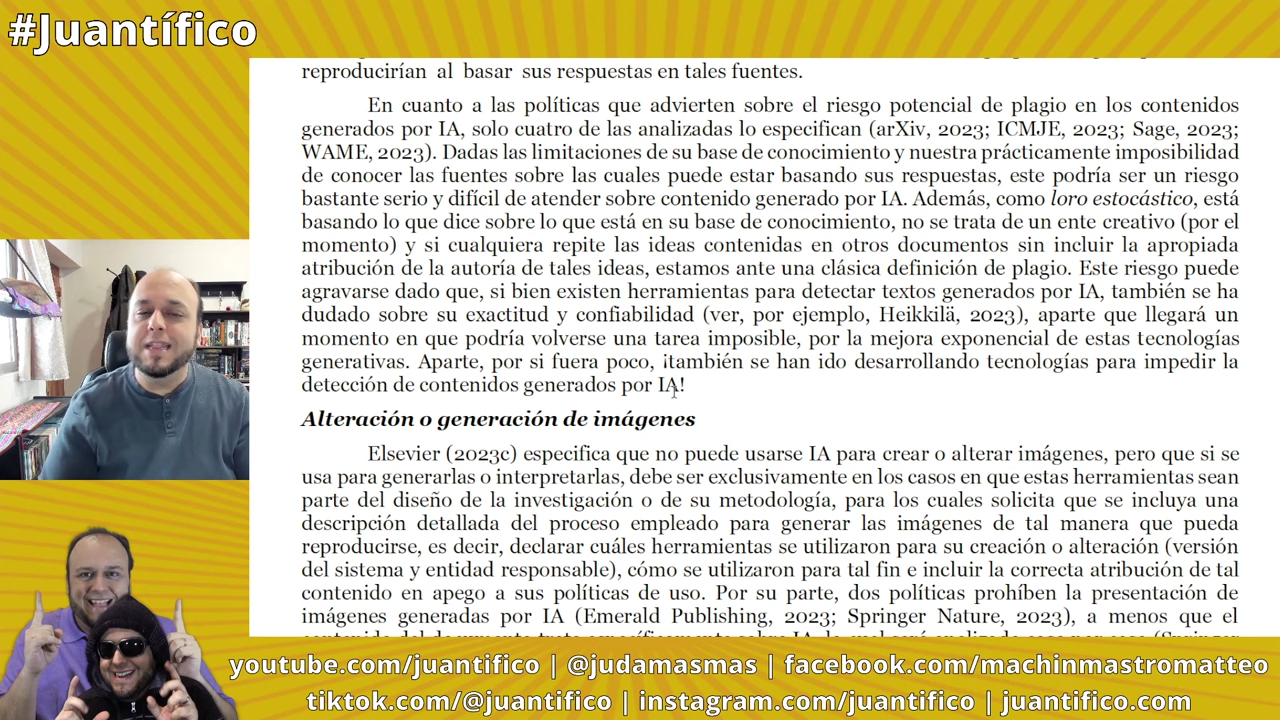 #Juantífico
reproducirían al basar sus respuestas en tales fuentes.
En cuanto a las políticas que advierten sobre el riesgo potencial de plagio en los contenidos
generados por IA, solo cuatro de las analizadas lo especifican (arXiv, 2023; ICMJE, 2023; Sage, 2023;
WAME, 2023). Dadas las limitaciones de su base de conocimiento y nuestra prácticamente imposibilidad
de conocer las fuentes sobre las cuales puede estar basando sus respuestas, este podría ser un riesgo
bastante serio y difícil de atender sobre contenido generado por IA. Además, como loro estocástico, está
basando lo que dice sobre lo que está en su base de conocimiento, no se trata de un ente creativo (por el
momento) y si cualquiera repite las ideas contenidas en otros documentos sin incluir la apropiada
atribución de la autoría de tales ideas, estamos ante una clásica definición de plagio. Este riesgo puede
agravarse dado que, si bien existen herramientas para detectar textos generados por IA, también se ha
dudado sobre su exactitud y confiabilidad (ver, por ejemplo, Heikkilä, 2023), aparte que llegará un
momento en que podría volverse una tarea imposible, por la mejora exponencial de estas tecnologías
generativas. Aparte, por si fuera poco, ¡también se han ido desarrollando tecnologías para impedir la
detección de contenidos generados por IA!
Alteración o generación de imágenes
Elsevier (2023c) especifica que no puede usarse IA para crear o alterar imágenes, pero que si se
usa para generarlas o interpretarlas, debe ser exclusivamente en los casos en que estas herramientas sean
parte del diseño de la investigación o de su metodología, para los cuales solicita que se incluya una
descripción detallada del proceso empleado para generar las imágenes de tal manera que pueda
reproducirse, es decir, declarar cuáles herramientas se utilizaron para su creación o alteración (versión
del sistema y entidad responsable), cómo se utilizaron para tal fin e incluir la correcta atribución de tal
contenido en apego a sus políticas de uso. Por su parte, dos políticas prohíben la presentación de
imágenes generadas por IA (Emerald Publishing, 2023; Springer Nature, 2023), a menos que el
youtube.com/juantifico | @judamasmas | facebook.com/machinmastromatteo
tiktok.com/@juantifico | instagram.com/juantifico | juantifico.com